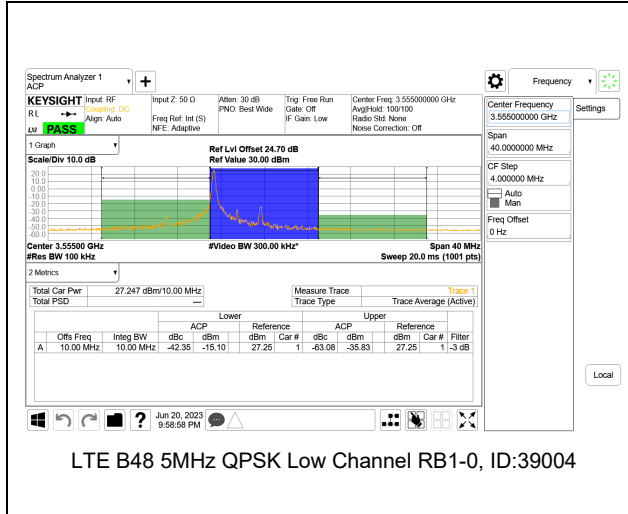 Spectrum Analyzer 1
ACP
+
Frequency
KEYSIGHT Input: RF Input Z: 50 Ω Atten: 30 dB Trig: Free Run Center Freq: 3.555000000 GHz
R L Coupling: DC PNO: Best Wide Gate: Off Avg|Hold: 100/100
Align: Auto Freq Ref: Int (S) IF Gain: Low Radio Std: None
LXI PASS NFE: Adaptive Noise Correction: Off
Center Frequency
3.555000000 GHz
Settings
Span
40.0000000 MHz
CF Step
4.000000 MHz
Auto
Man
Freq Offset
0 Hz
1 Graph
Ref Lvl Offset 24.70 dB
Scale/Div 10.0 dB Ref Value 30.00 dBm
20.0
10.0
0.00
-10.0
-20.0
-30.0
-40.0
-50.0
-60.0
Center 3.55500 GHz #Video BW 300.00 kHz* Span 40 MHz
#Res BW 100 kHz Sweep 20.0 ms (1001 pts)
2 Metrics
Total Car Pwr 27.247 dBm/10.00 MHz Measure Trace Trace 1
Total PSD --- Trace Type Trace Average (Active)
Lower Upper
ACP Reference ACP Reference
Offs Freq Integ BW dBc dBm dBm Car # dBc dBm dBm Car # Filter
A 10.00 MHz 10.00 MHz -42.35 -15.10 27.25 1 -63.08 -35.83 27.25 1 -3 dB
Local
? Jun 20, 2023
9:58:58 PM
LTE B48 5MHz QPSK Low Channel RB1-0, ID:39004